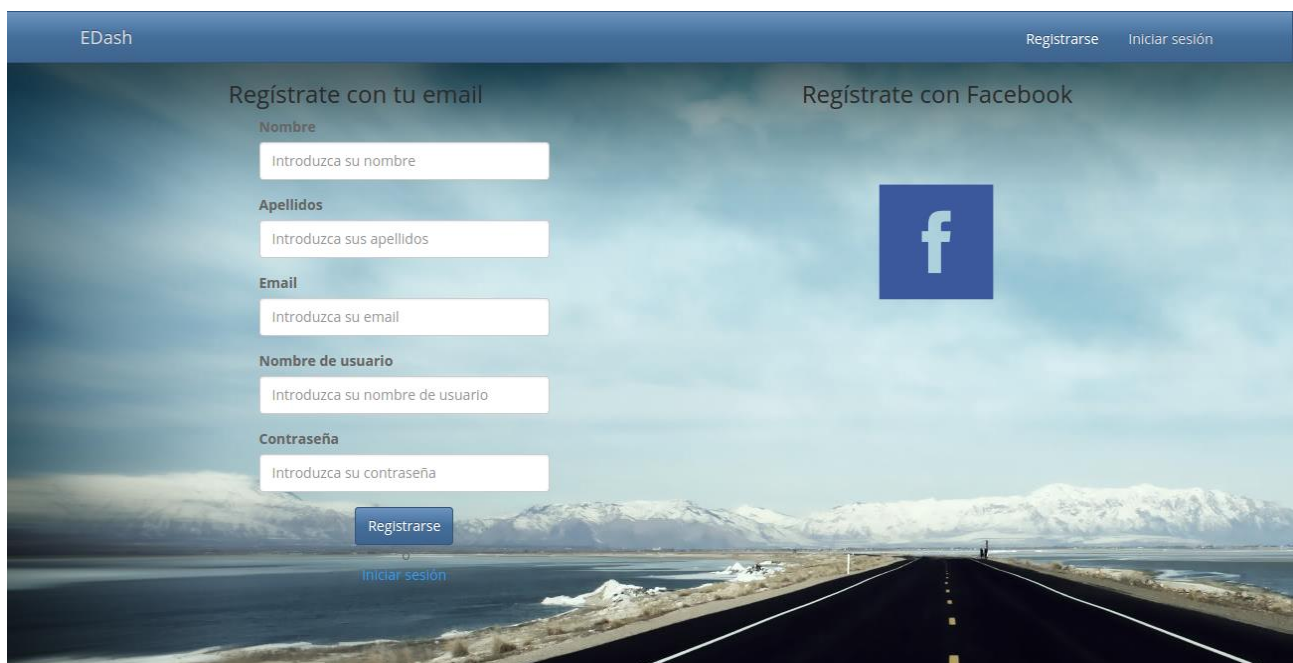 EDash
Registrarse
Iniciar sesión
Regístrate con tu email
Nombre
Introduzca su nombre
Apellidos
Introduzca sus apellidos
Email
Introduzca su email
Nombre de usuario
Introduzca su nombre de usuario
Contraseña
Introduzca su contraseña
Registrarse
o
Iniciar sesión
Regístrate con Facebook
f